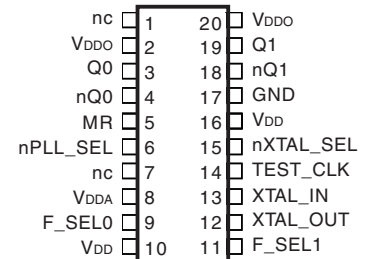 nc 1 20 VDDO
VDDO 2 19 Q1
Q0 3 18 nQ1
nQ0 4 17 GND
MR 5 16 VDD
nPLL_SEL 6 15 nXTAL_SEL
nc 7 14 TEST_CLK
VDDA 8 13 XTAL_IN
F_SEL0 9 12 XTAL_OUT
VDD 10 11 F_SEL1